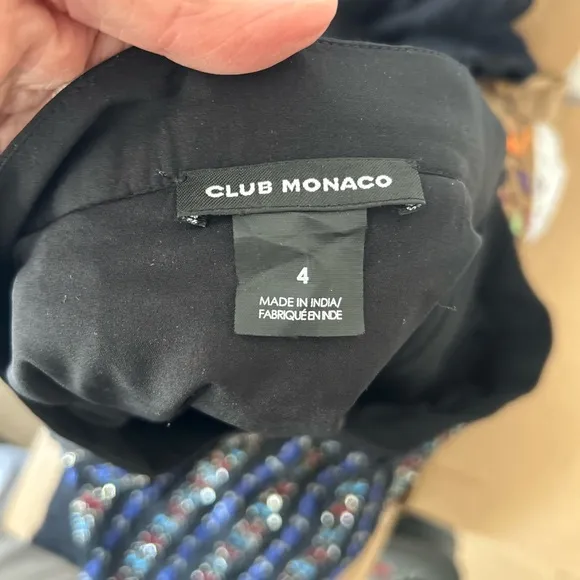 CLUB MONACO
4
MADE IN INDIA/
FABRIQUÉ EN INDE